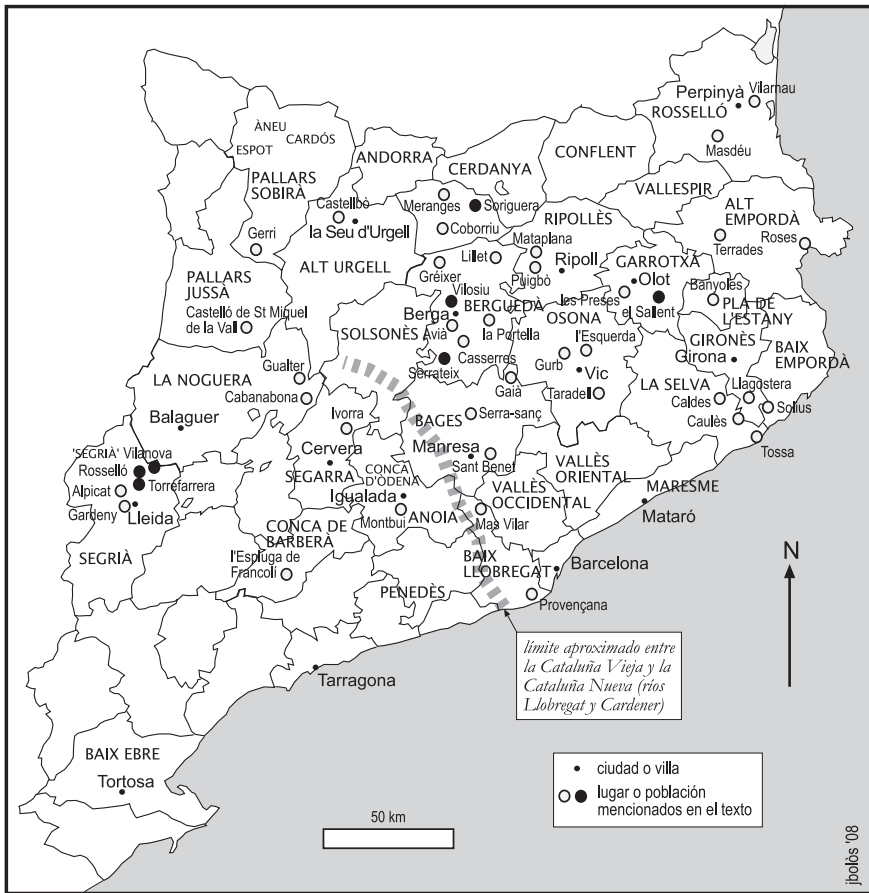 Perpinyà
Vilarnau
ROSSELLÓ
Masdéu
ÀNEU
CARDÓS
ESPOT
ANDORRA
CERDANYA
CONFLENT
PALLARS
SOBIRÀ
VALLESPIR
Castellbò
la Seu d'Urgell
Meranges
Soriguera
Coborriu
RIPOLLÈS
ALT
EMPORDÀ
Gerri
Mataplana
Terrades
Roses
ALT URGELL
Lillet
Gréixer
Ripoll
Puigbò
GARROTXÀ
Olot
Banyoles
PALLARS
JUSSÀ
Vilosiu
BERGUEDÀ
los Preses
el Sallent
PLA DE
L'ESTANY
Castelló de St Miquel
de la Val
Berga
OSONA
SOLSONÈS
Avià
la Portella
l'Esquerda
GIRONÈS
Girona
BAIX
EMPORDÀ
Casserres
Serrateix
Gurb
Vic
Gualter
LA NOGUERA
Cabanabona
Gaià
Taradell
LA SELVA
Caldes
Llagostera
Solius
Caulès
Tossa
Balaguer
Ivorra
BAGES
Serra-sanç
Cervera
SEGARRA
Manresa
Sant Benet
'SEGRIÀ'
Vilanova
Rosselló
Torrefarrera
Alpicat
Gardeny
Lleida
SEGRIÀ
CONCA
D'ÒDENA
Igualada
Montbui
ANOIA
VALLÈS
ORIENTAL
VALLÈS
OCCIDENTAL
MARESME
Mataró
Mas Vilar
CONCA DE
BARBERÀ
l'Espluga de
Francolí
BAIX
LLOBREGAT
Barcelona
PENEDÈS
Provençana
N
límite aproximado entre
la Cataluña Vieja y la
Cataluña Nueva (ríos
Llobregat y Cardener)
Tarragona
BAIX EBRE
Tortosa
50 km
ciudad o villa
lugar o población
mencionados en el texto
jbolòs '08